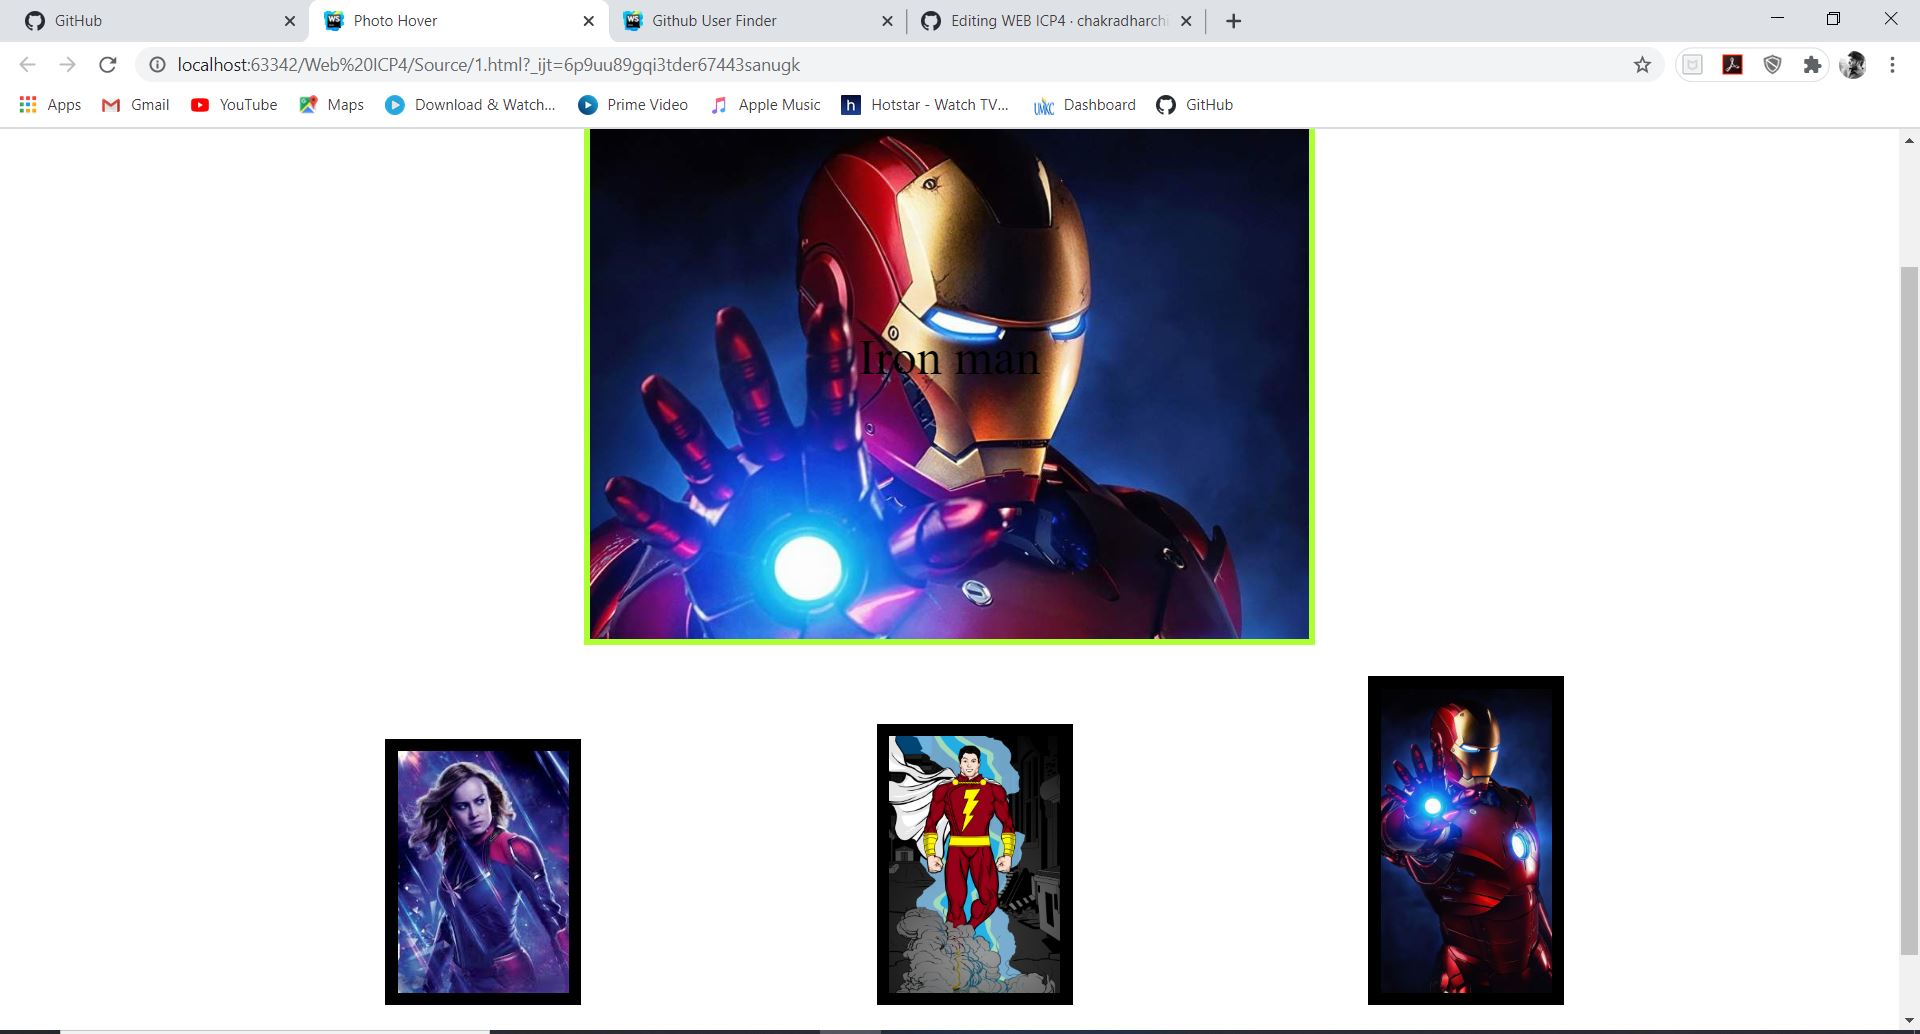 GitHub
Photo Hover
Github User Finder
Editing WEB ICP4 · chakradharchi
localhost:63342/Web%20ICP4/Source/1.html?_ijt=6p9uu89gqi3tder67443sanugk
Apps
Gmail
YouTube
Maps
Download & Watch...
Prime Video
Apple Music
h
Hotstar - Watch TV...
UMKC
Dashboard
GitHub
Iron man